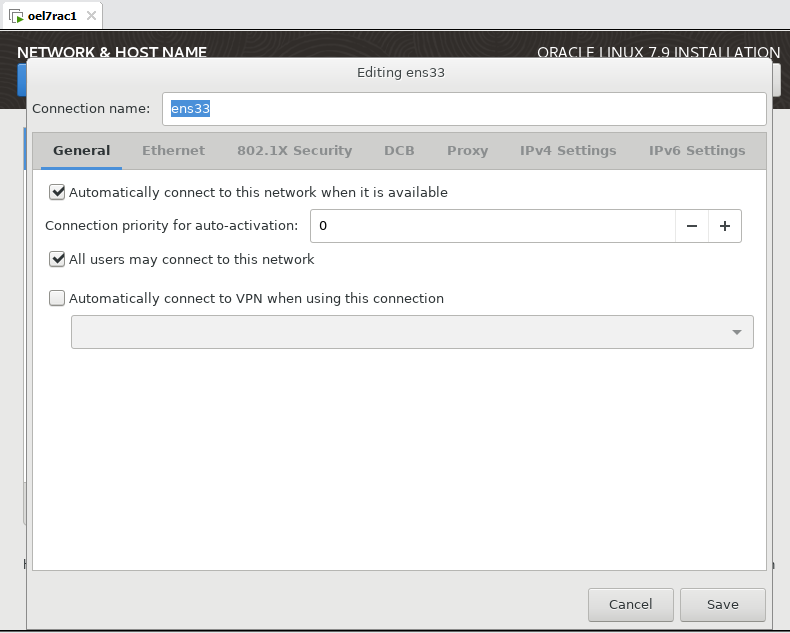 oel7rac1
NETWORK & HOST NAME
ORACLE LINUX 7.9 INSTALLATION
Editing ens33
Connection name: ens33
General Ethernet 802.1X Security DCB Proxy IPv4 Settings IPv6 Settings
Automatically connect to this network when it is available
Connection priority for auto-activation: 0
All users may connect to this network
Automatically connect to VPN when using this connection
Cancel Save